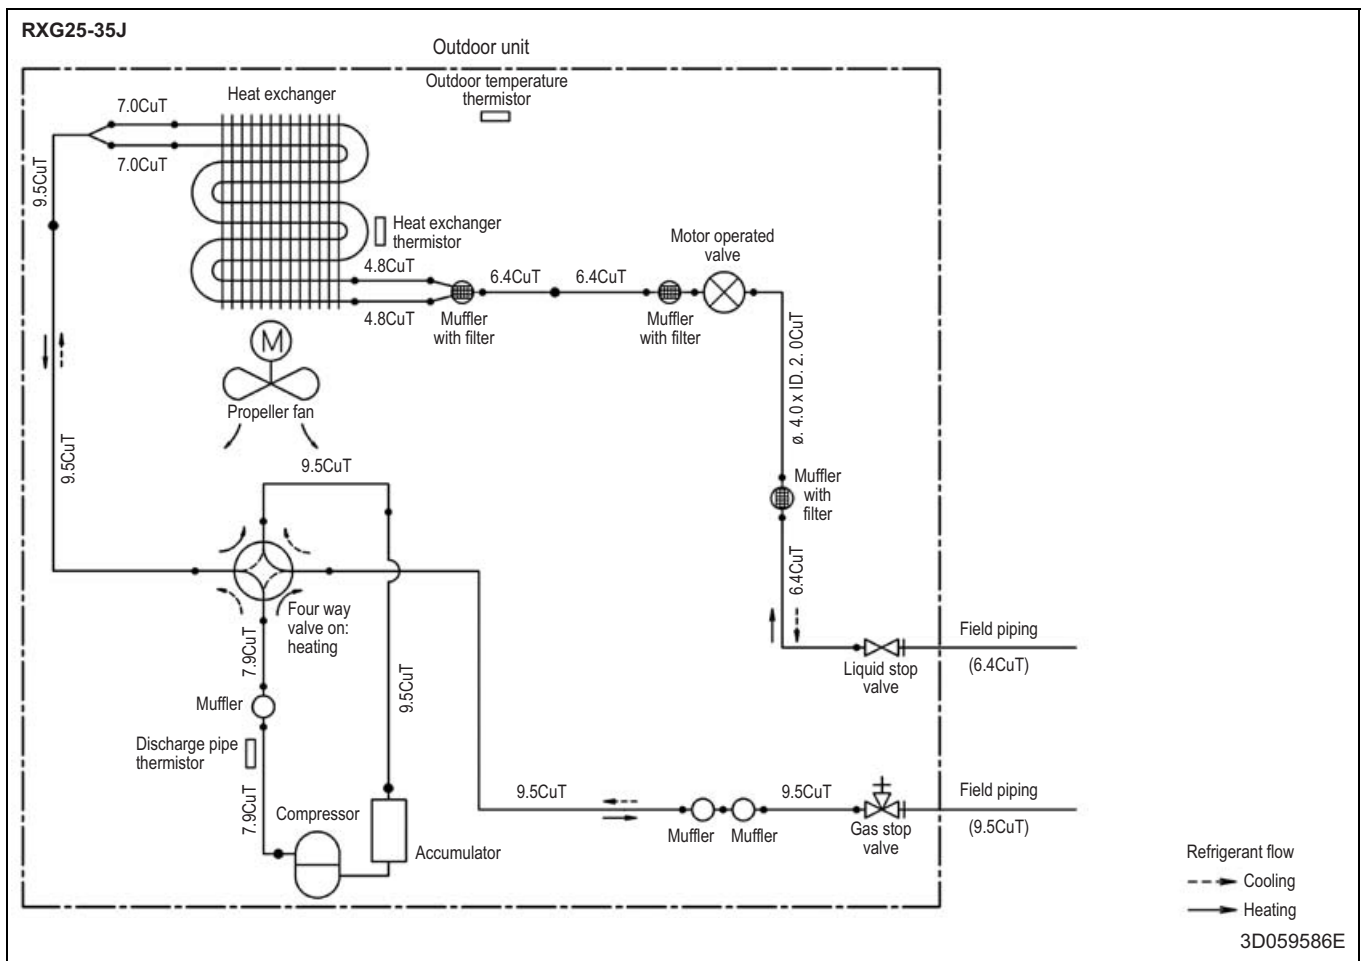 RXG25-35J
Outdoor unit
Outdoor temperature
thermistor
Heat exchanger
7.0CuT
7.0CuT
9.5CuT
Heat exchanger
thermistor
4.8CuT
4.8CuT
6.4CuT
6.4CuT
Muffler
with filter
Muffler
with filter
Motor operated
valve
M
Propeller fan
ø. 4.0 x ID. 2. 0CuT
9.5CuT
9.5CuT
Muffler
with
filter
6.4CuT
Four way
valve on:
heating
7.9CuT
Muffler
9.5CuT
Discharge pipe
thermistor
7.9CuT
Compressor
Accumulator
Field piping
(6.4CuT)
Liquid stop
valve
9.5CuT
9.5CuT
Muffler
Muffler
Gas stop
valve
Field piping
(9.5CuT)
Refrigerant flow
Cooling
Heating
3D059586E